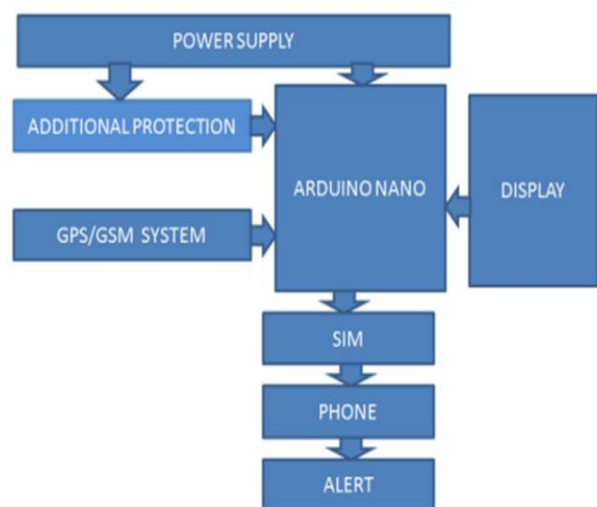 POWER SUPPLY
ADDITIONAL PROTECTION
ARDUINO NANO
DISPLAY
GPS/GSM SYSTEM
SIM
PHONE
ALERT